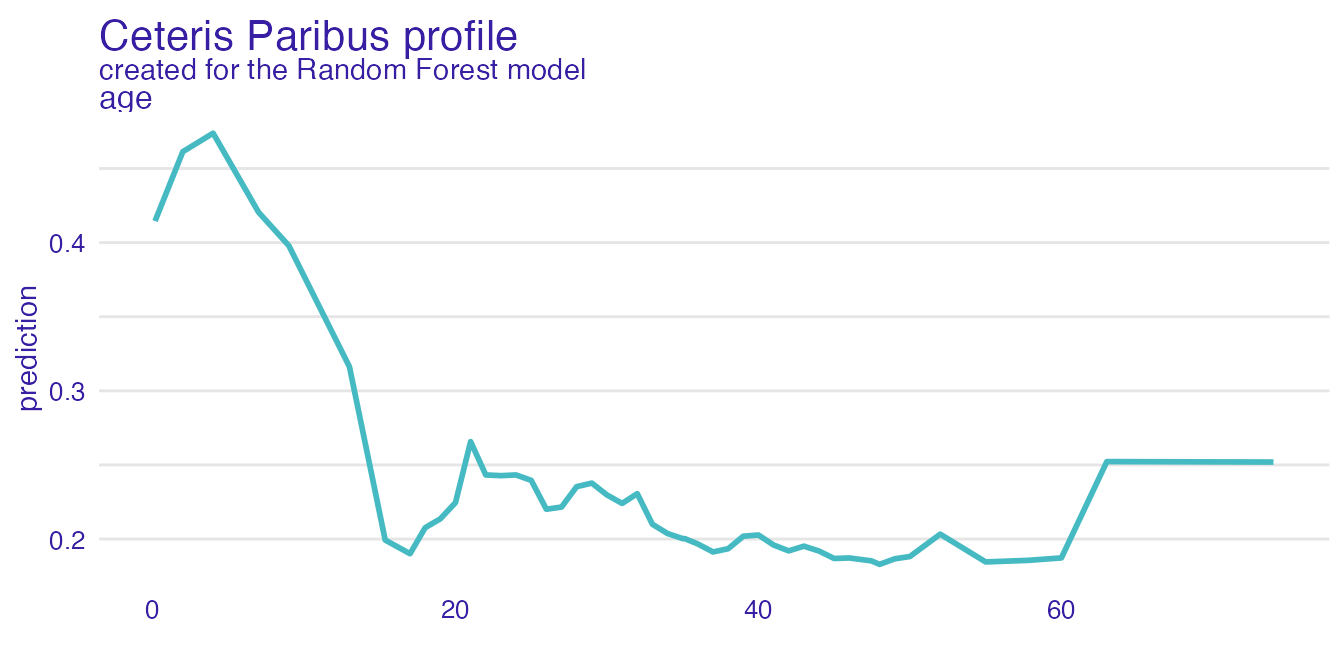 Ceteris Paribus profile
created for the Random Forest model
age
prediction
0.4
0.3
0.2
0 20 40 60